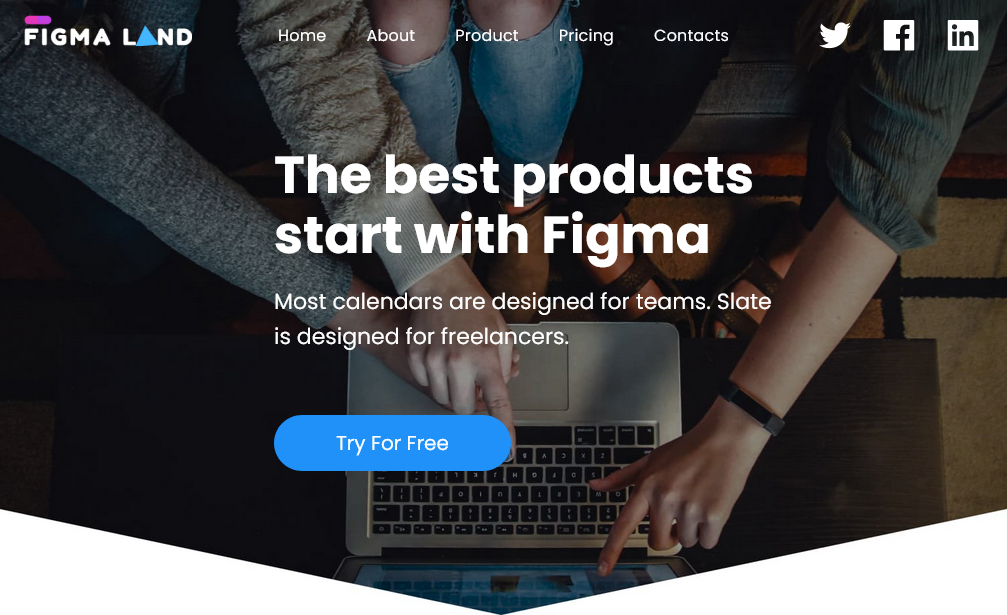 FIGMA LAND
Home
About
Product
Pricing
Contacts
The best products
start with Figma
Most calendars are designed for teams. Slate
is designed for freelancers.
Try For Free